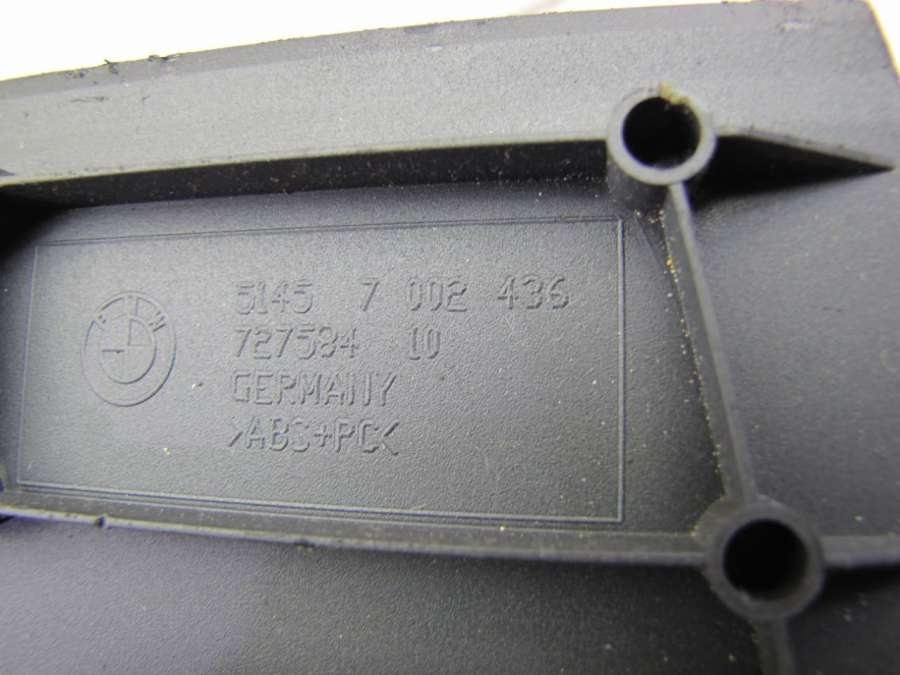 5145 7 002 436
727584 10
GERMANY
>ABS+PC<